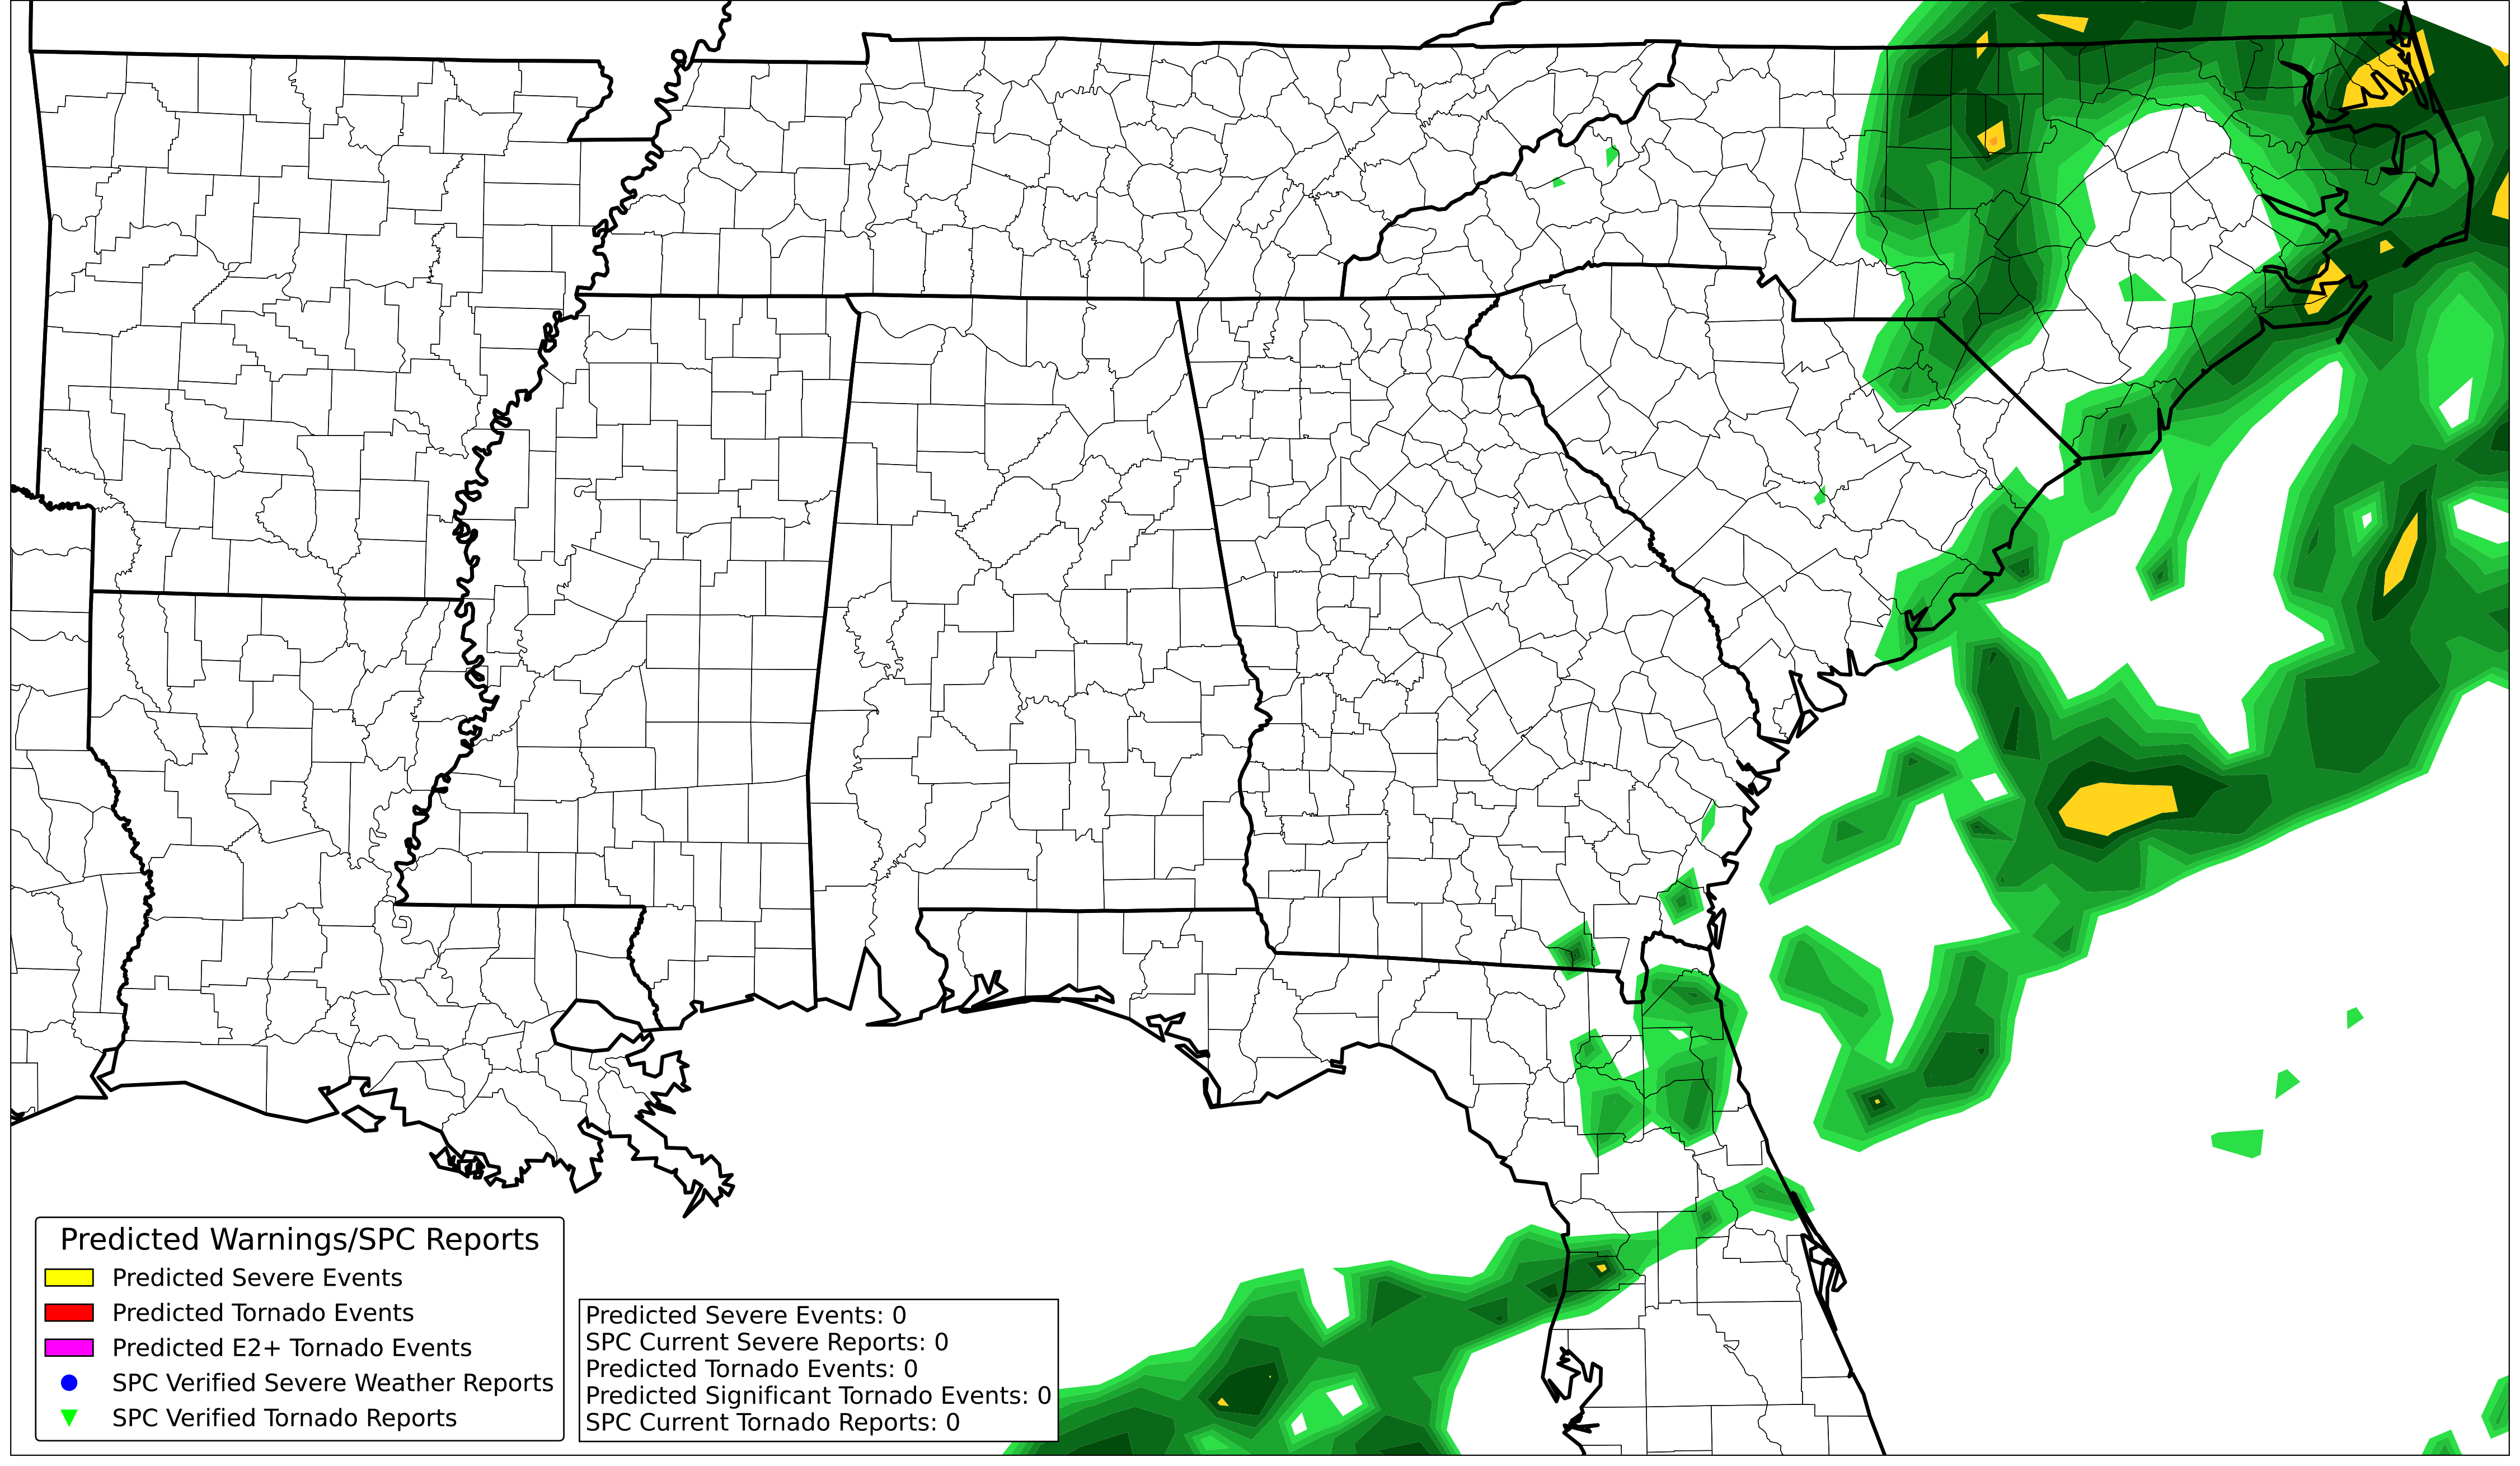 Predicted Warnings/SPC Reports
Predicted Severe Events
Predicted Tornado Events
Predicted E2+ Tornado Events
SPC Verified Severe Weather Reports
SPC Verified Tornado Reports
Predicted Severe Events: 0
SPC Current Severe Reports: 0
Predicted Tornado Events: 0
Predicted Significant Tornado Events: 0
SPC Current Tornado Reports: 0